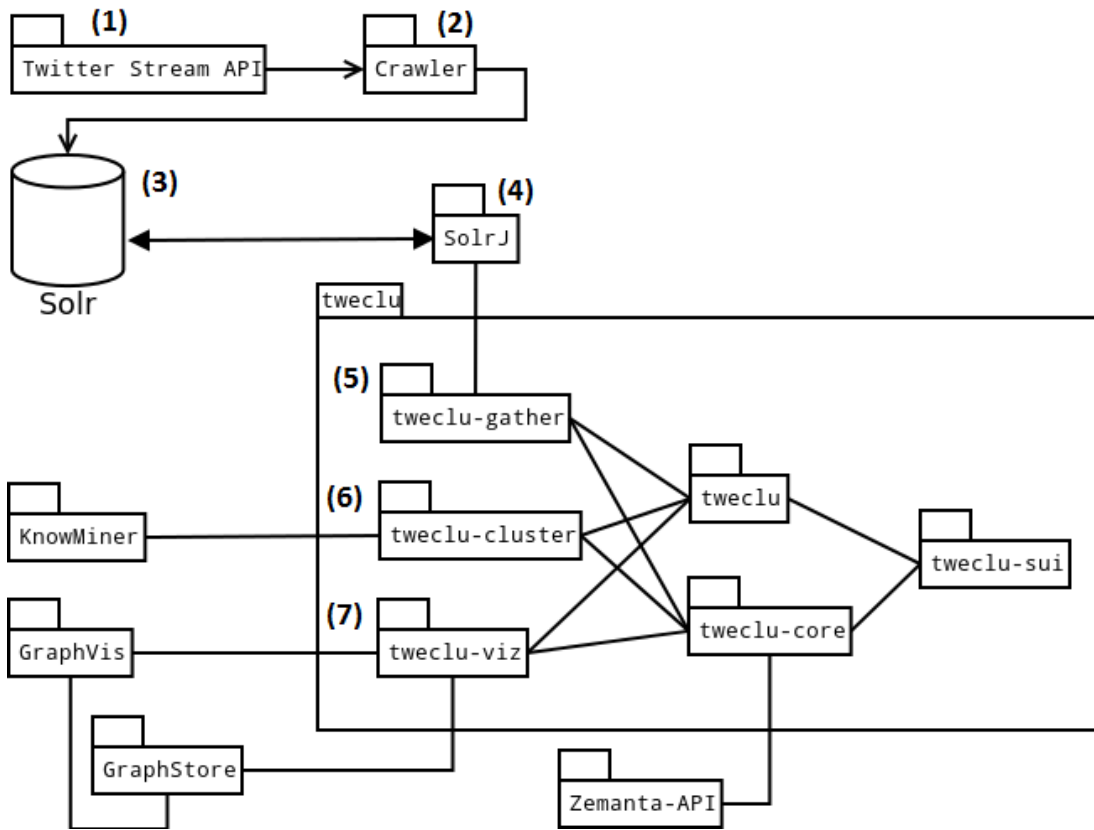 (1)
(2)
Twitter Stream API
Crawler
(3)
(4)
SolrJ
Solr
tweclu
(5)
tweclu-gather
(6)
tweclu
KnowMiner
tweclu-cluster
tweclu-sui
(7)
tweclu-core
GraphVis
tweclu-viz
GraphStore
Zemanta-API